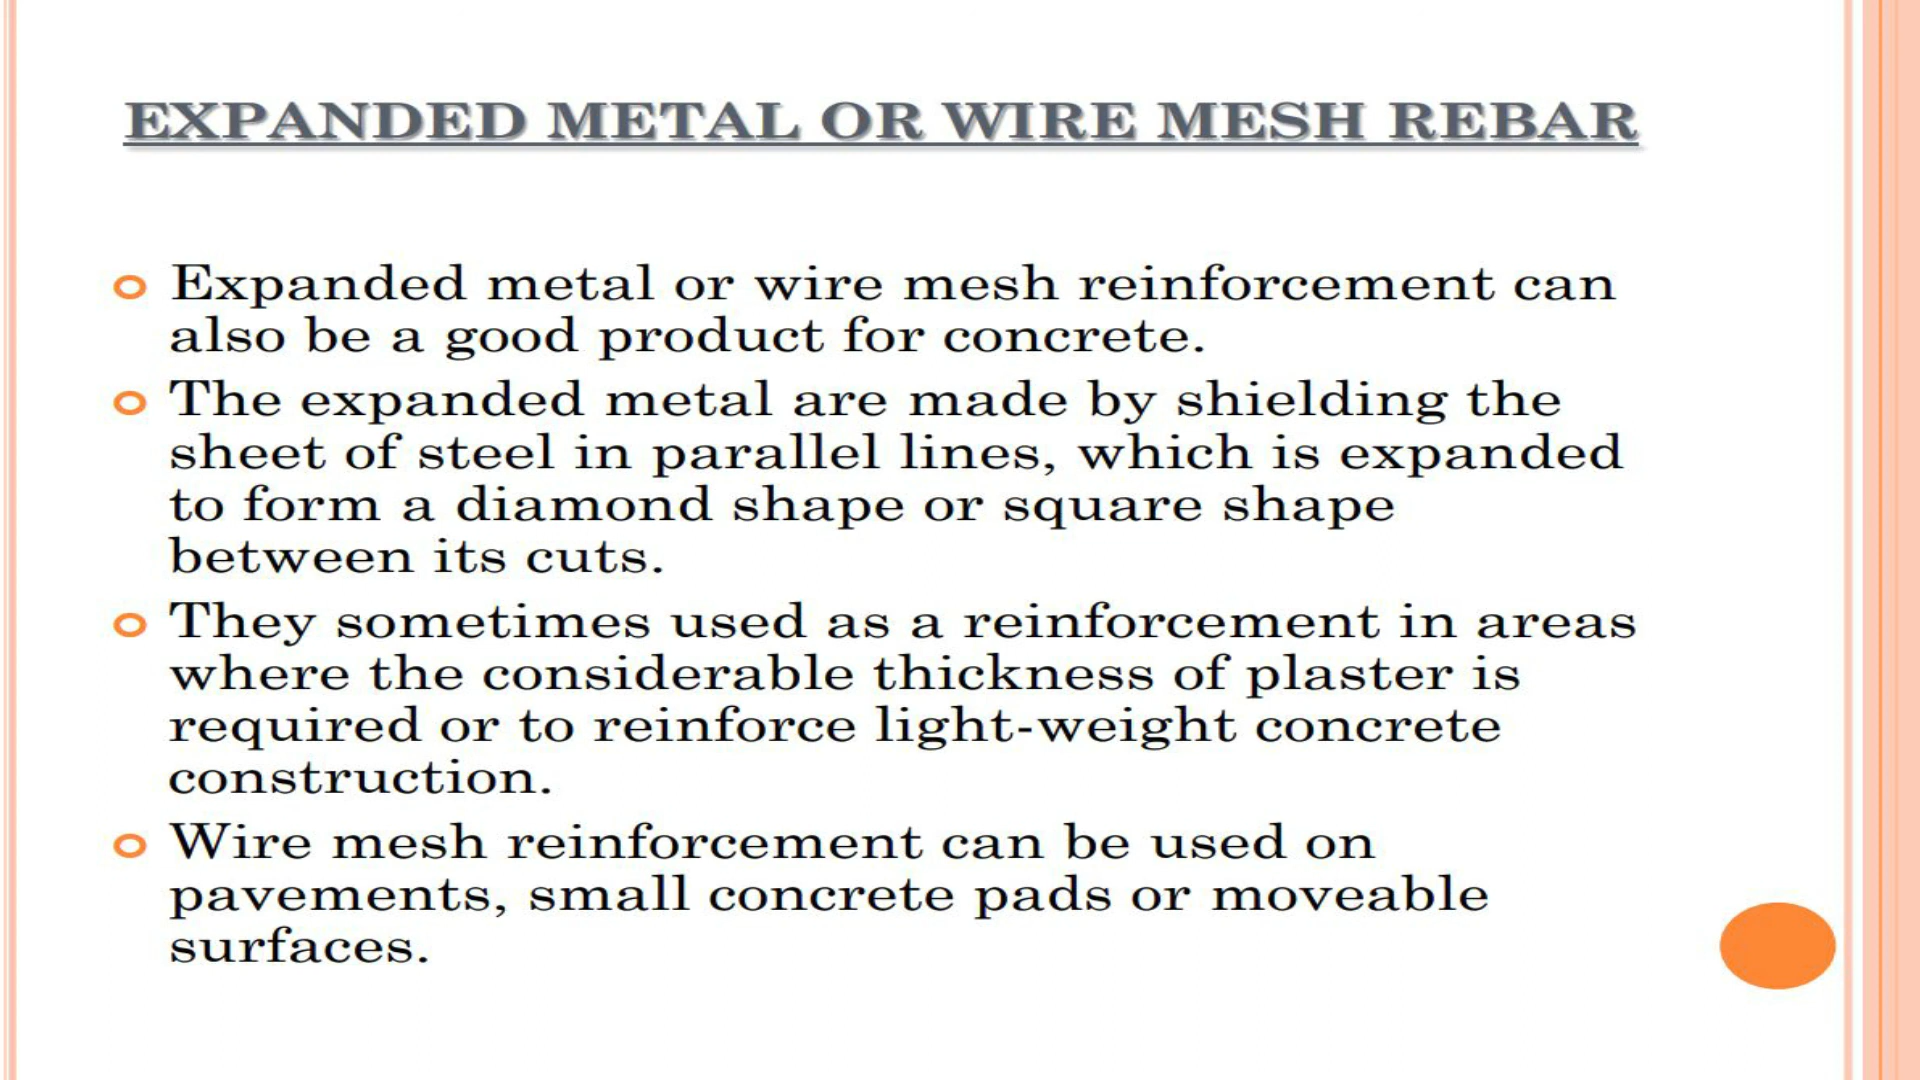 EXPANDED METAL OR WIRE MESH REBAR
Expanded metal or wire mesh reinforcement can
also be a good product for concrete.
The expanded metal are made by shielding the
sheet of steel in parallel lines, which is expanded
to form a diamond shape or square shape
between its cuts.
They sometimes used as a reinforcement in areas
where the considerable thickness of plaster is
required or to reinforce light-weight concrete
construction.
Wire mesh reinforcement can be used on
pavements, small concrete pads or moveable
surfaces.